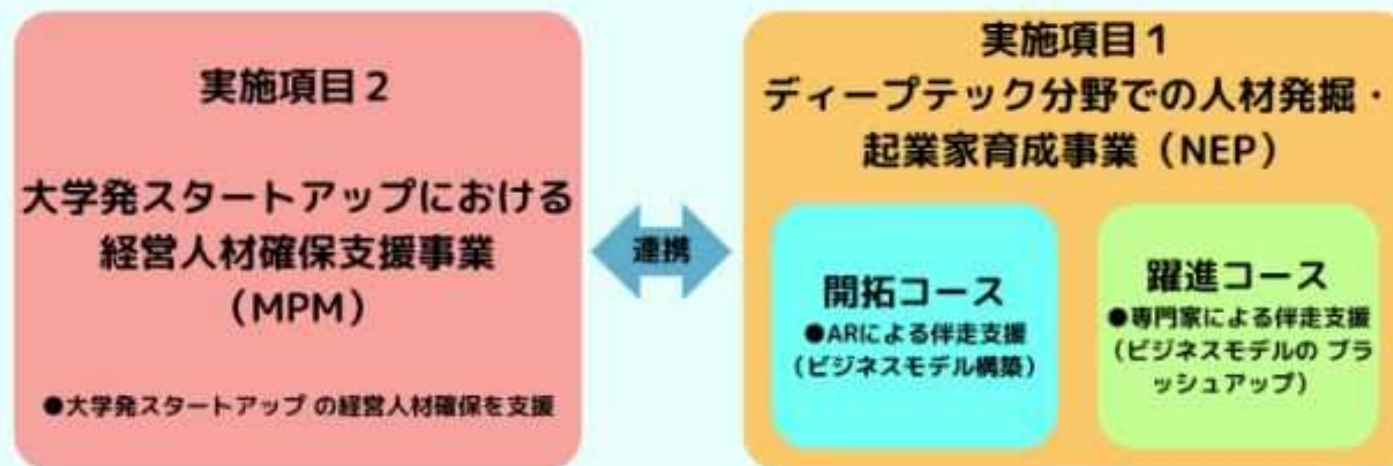 実施項目２
大学発スタートアップにおける
経営人材確保支援事業
（MPM）
●大学発スタートアップ の経営人材確保を支援
連携
実施項目１
ディープテック分野での人材発掘・
起業家育成事業（NEP）
開拓コース
●ARによる伴走支援
（ビジネスモデル構築）
躍進コース
●専門家による伴走支援
（ビジネスモデルの ブラ
ッシュアップ）